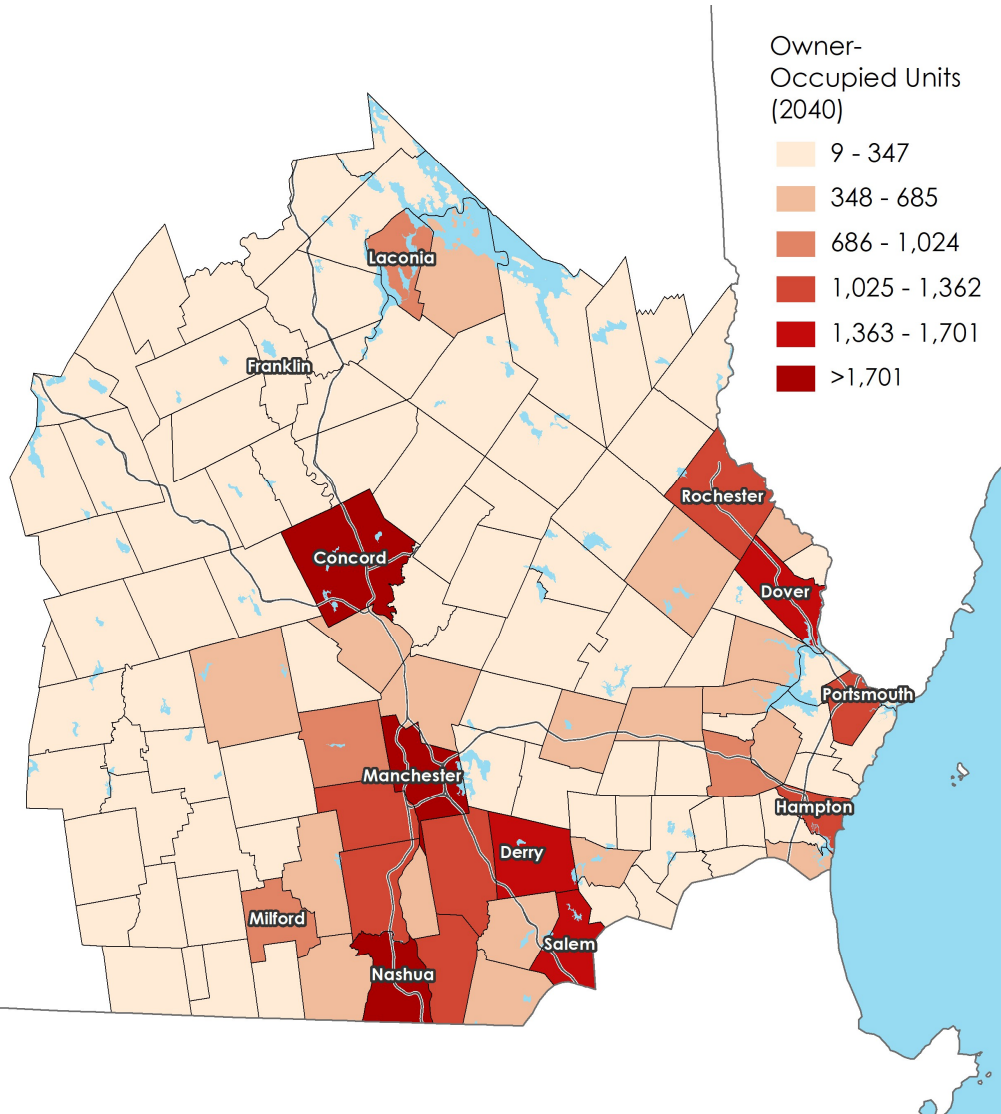 Owner-
Occupied Units
(2040)
9 - 347
348 - 685
686 - 1,024
1,025 - 1,362
1,363 - 1,701
>1,701
Laconia
Franklin
Rochester
Concord
Dover
Portsmouth
Manchester
Hampton
Derry
Milford
Salem
Nashua